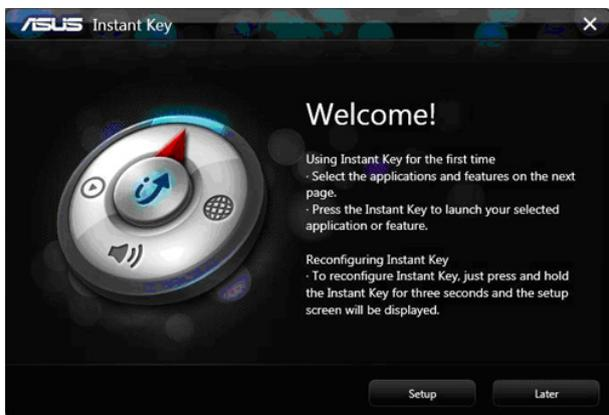 ASUS Instant Key
Welcome!
Using Instant Key for the first time
· Select the applications and features on the next
page.
· Press the Instant Key to launch your selected
application or feature.
Reconfiguring Instant Key
· To reconfigure Instant Key, just press and hold
the Instant Key for three seconds and the setup
screen will be displayed.
Setup Later